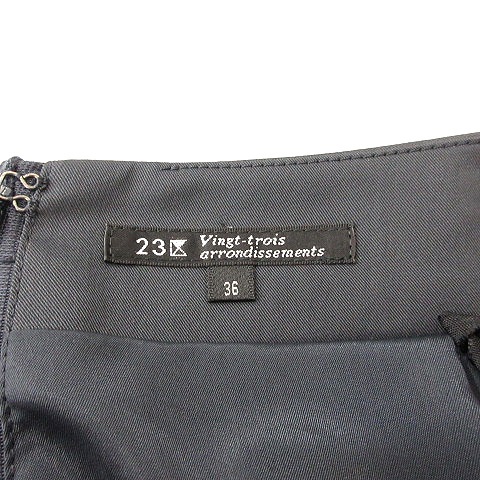 23区 Vingt-trois
arrondissements
36